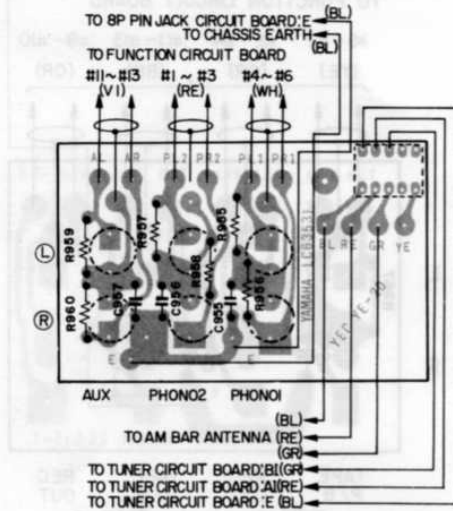 TO 8P PIN JACK CIRCUIT BOARD:E (BL)
TO CHASSIS EARTH (BL)
TO FUNCTION CIRCUIT BOARD
#11~#13 #1~#3 #4~#6
(VI) (RE) (WH)
AL AR PL2 PR2 PL1 PR1
R959 R957 R958 R955 R956
R960 C957 C956 C955
L
R
YAMAHA LC63531
BL RE GR YE
E E
AUX PHONO2 PHONO1
(BL)
TO AM BAR ANTENNA (RE)
(GR)
TO TUNER CIRCUIT BOARD:B1(GR)
TO TUNER CIRCUIT BOARD:A1(RE)
TO TUNER CIRCUIT BOARD:E (BL)